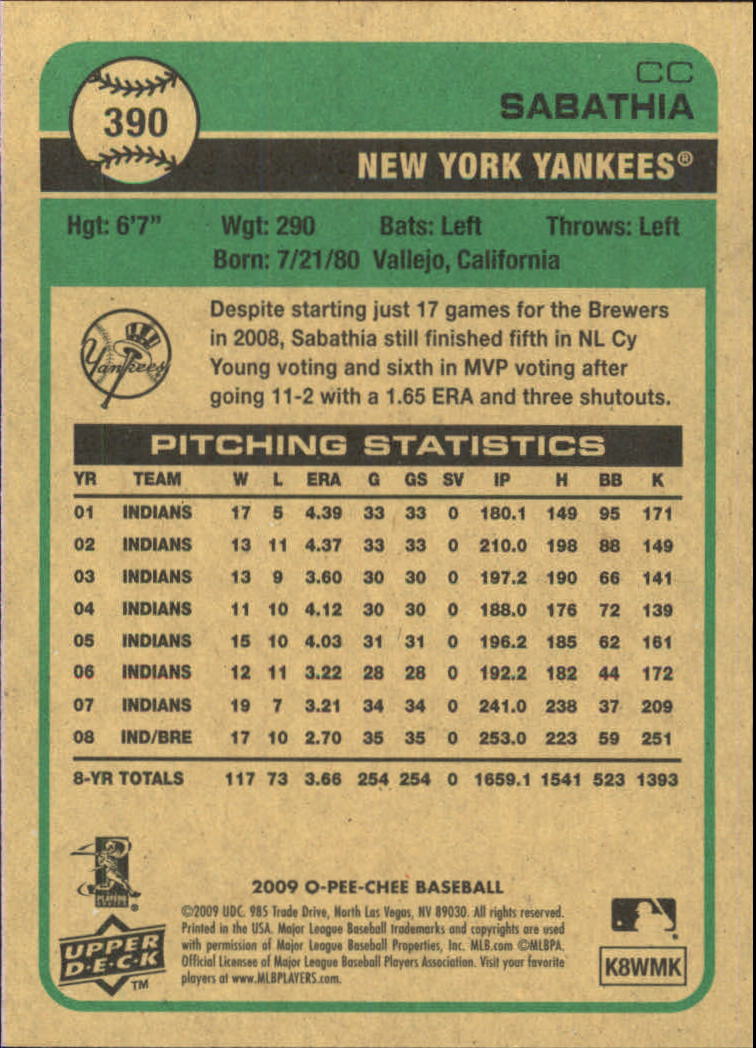 390
CC
SABATHIA
NEW YORK YANKEES®
Hgt: 6'7" Wgt: 290 Bats: Left Throws: Left
Born: 7/21/80 Vallejo, California
Yankees
Despite starting just 17 games for the Brewers
in 2008, Sabathia still finished fifth in NL Cy
Young voting and sixth in MVP voting after
going 11-2 with a 1.65 ERA and three shutouts.
PITCHING STATISTICS
YR TEAM W L ERA G GS SV IP H BB K
01 INDIANS 17 5 4.39 33 33 0 180.1 149 95 171
02 INDIANS 13 11 4.37 33 33 0 210.0 198 88 149
03 INDIANS 13 9 3.60 30 30 0 197.2 190 66 141
04 INDIANS 11 10 4.12 30 30 0 188.0 176 72 139
05 INDIANS 15 10 4.03 31 31 0 196.2 185 62 161
06 INDIANS 12 11 3.22 28 28 0 192.2 182 44 172
07 INDIANS 19 7 3.21 34 34 0 241.0 238 37 209
08 IND/BRE 17 10 2.70 35 35 0 253.0 223 59 251
8-YR TOTALS 117 73 3.66 254 254 0 1659.1 1541 523 1393
2009 O-PEE-CHEE BASEBALL
©2009 UDC. 985 Trade Drive, North Las Vegas, NV 89030. All rights reserved.
Printed in the USA. Major League Baseball trademarks and copyrights are used
with permission of Major League Baseball Properties, Inc. MLB.com ©MLBPA.
Official Licensee of Major League Baseball Players Association. Visit your favorite
players at www.MLBPLAYERS.com.
UPPER
D·E·C·K
TM
K8WMK